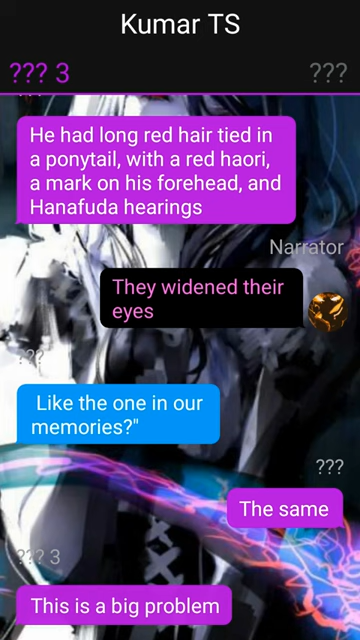 Kumar TS
??? 3
???
He had long red hair tied in
a ponytail, with a red haori,
a mark on his forehead, and
Hanafuda hearings
Narrator
They widened their
eyes
Like the one in our
memories?"
???
The same
??? 3
This is a big problem